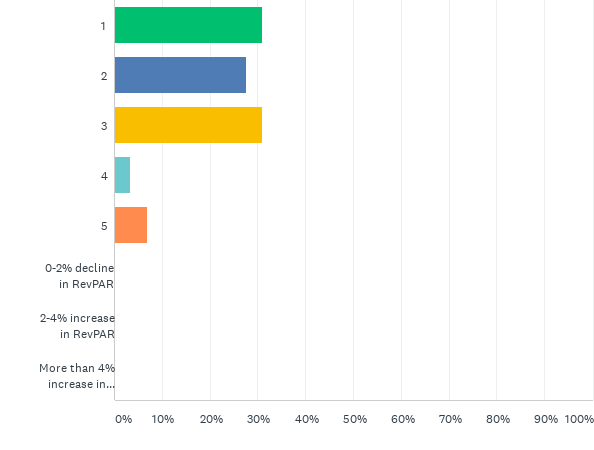 1
2
3
4
5
0-2% decline
in RevPAR
2-4% increase
in RevPAR
More than 4%
increase in...
0% 10% 20% 30% 40% 50% 60% 70% 80% 90% 100%